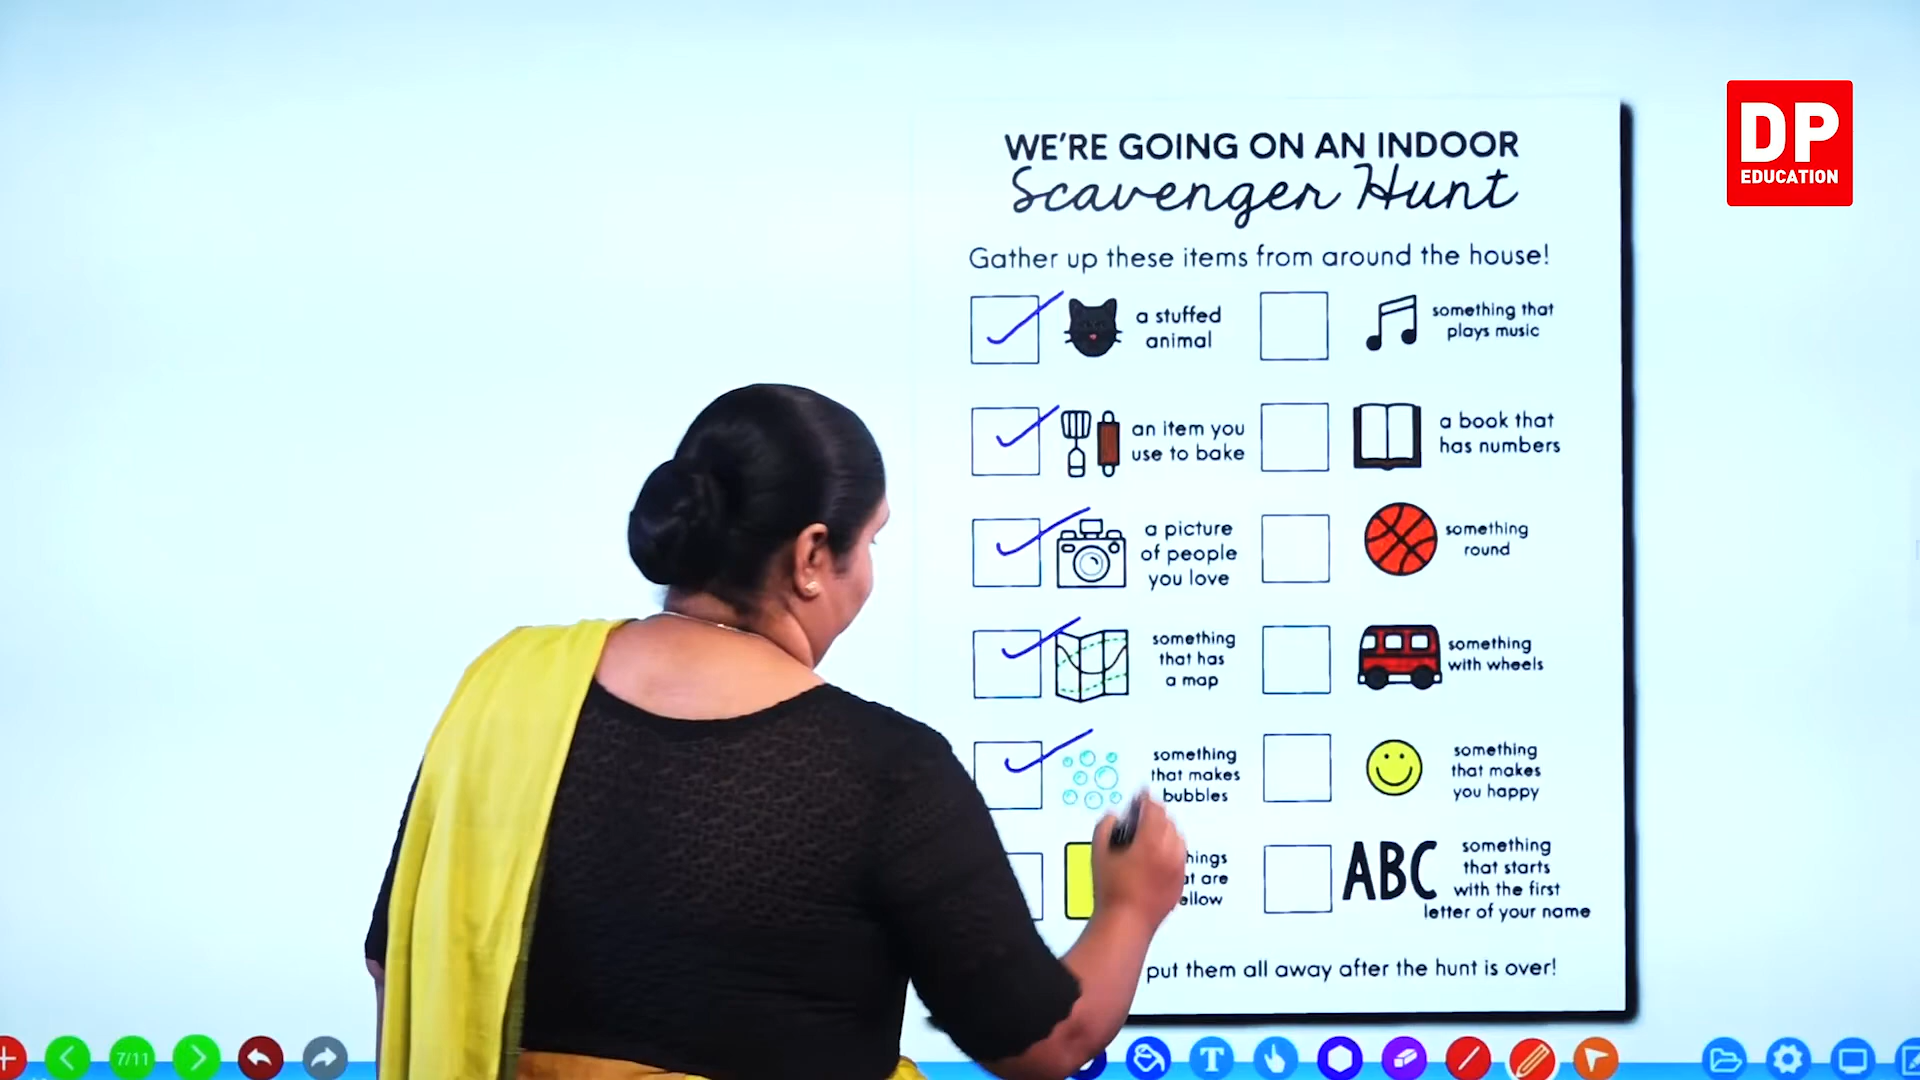 DP
EDUCATION
WE'RE GOING ON AN INDOOR
Scavenger Hunt
Gather up these items from around the house!
a stuffed
animal
something that
plays music
an item you
use to bake
a book that
has numbers
a picture
of people
you love
something
round
something
that has
a map
something
with wheels
something
that makes
bubbles
something
that makes
you happy
are
ABC
something
that starts
with the first
letter of your name
put them all away after the hunt is over!
7/11
T